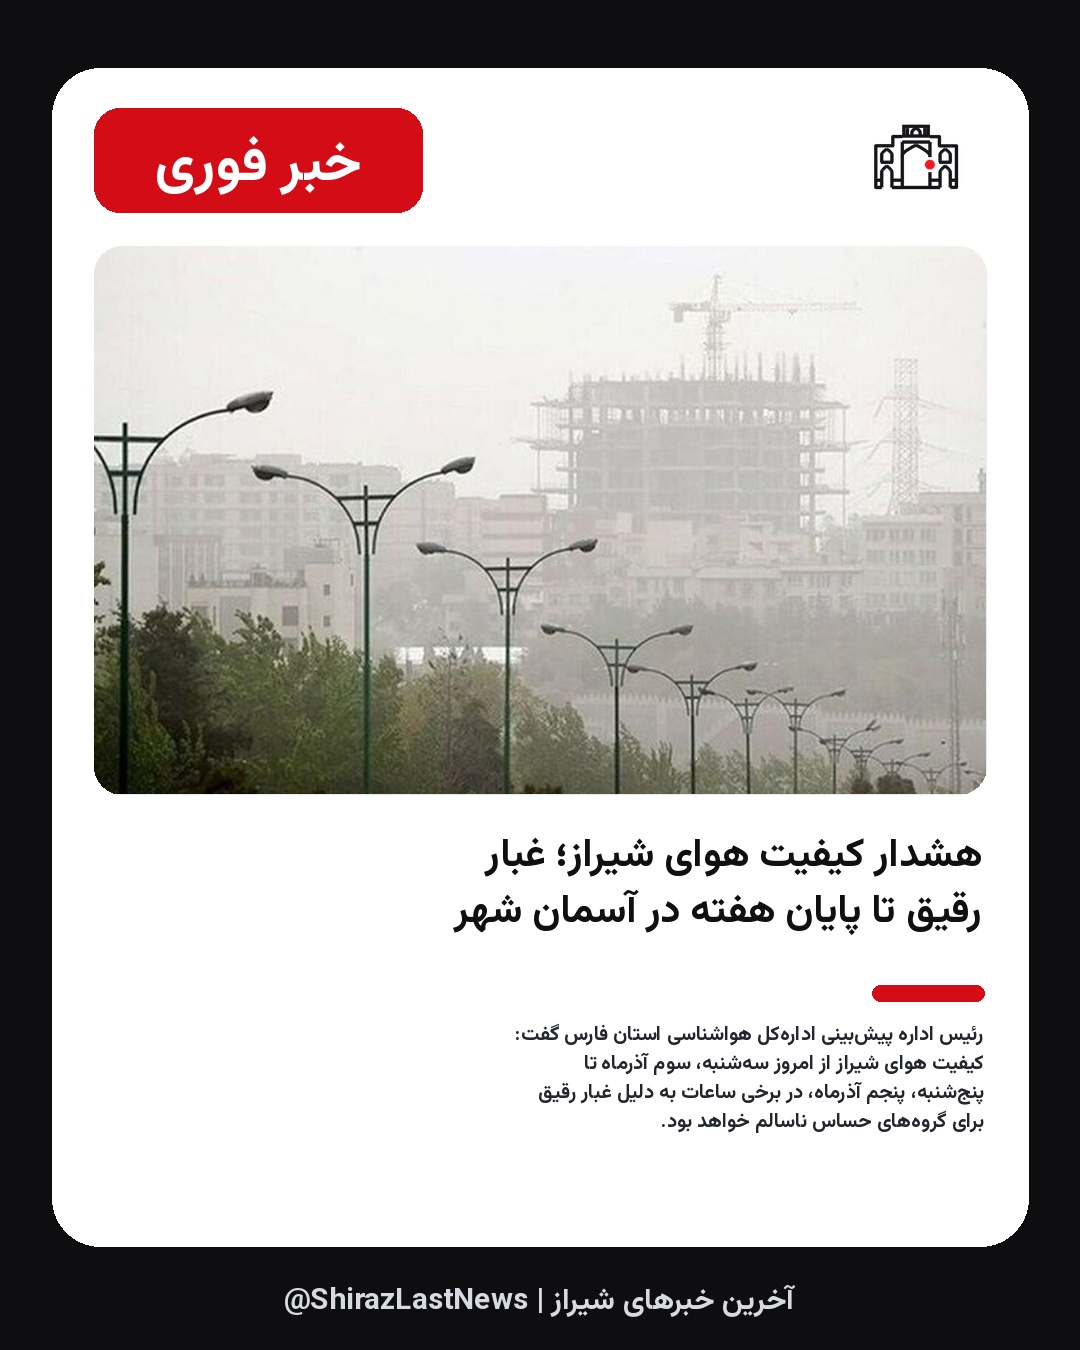 خبر فوری
هشدار کیفیت هوای شیراز؛ غبار
رقیق تا پایان هفته در آسمان شهر
رئیس اداره پیش‌بینی اداره‌کل هواشناسی استان فارس گفت:
کیفیت هوای شیراز از امروز سه‌شنبه، سوم آذرماه تا
پنج‌شنبه، پنجم آذرماه، در برخی ساعات به دلیل غبار رقیق
برای گروه‌های حساس ناسالم خواهد بود.
آخرین خبرهای شیراز | @ShirazLastNews